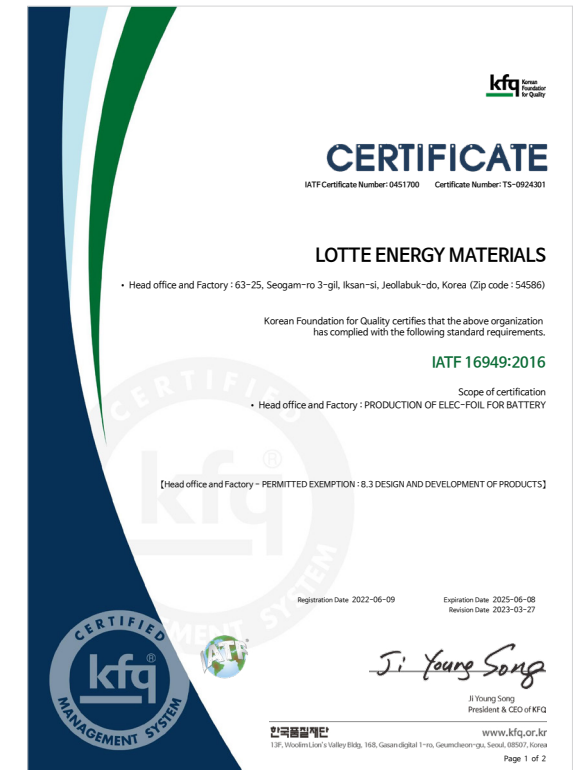 kfq Korean
Foundation
for Quality
CERTIFICATE
IATF Certificate Number: 0451700 Certificate Number: TS-0924301
LOTTE ENERGY MATERIALS
• Head office and Factory : 63-25, Seogam-ro 3-gil, Iksan-si, Jeollabuk-do, Korea (Zip code : 54586)
Korean Foundation for Quality certifies that the above organization
has complied with the following standard requirements.
IATF 16949:2016
Scope of certification
• Head office and Factory : PRODUCTION OF ELEC-FOIL FOR BATTERY
CERTIFIED
kfq®
MANAGEMENT SYSTEM
【Head office and Factory - PERMITTED EXEMPTION : 8.3 DESIGN AND DEVELOPMENT OF PRODUCTS】
Registration Date 2022-06-09 Expiration Date 2025-06-08
Revision Date 2023-03-27
CERTIFIED
kfq®
MANAGEMENT SYSTEM
IATF
Ji Young Song
Ji Young Song
President & CEO of KFQ
한국품질재단 www.kfq.or.kr
13F, Woolim Lion's Valley Bldg, 168, Gasan digital 1-ro, Geumcheon-gu, Seoul, 08507, Korea
Page 1 of 2